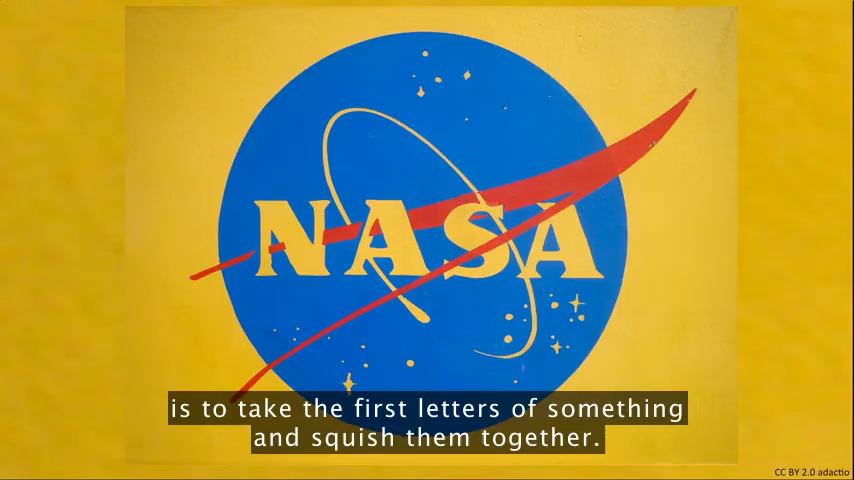 NASA
is to take the first letters of something
and squish them together.
CC BY 2.0 adactio